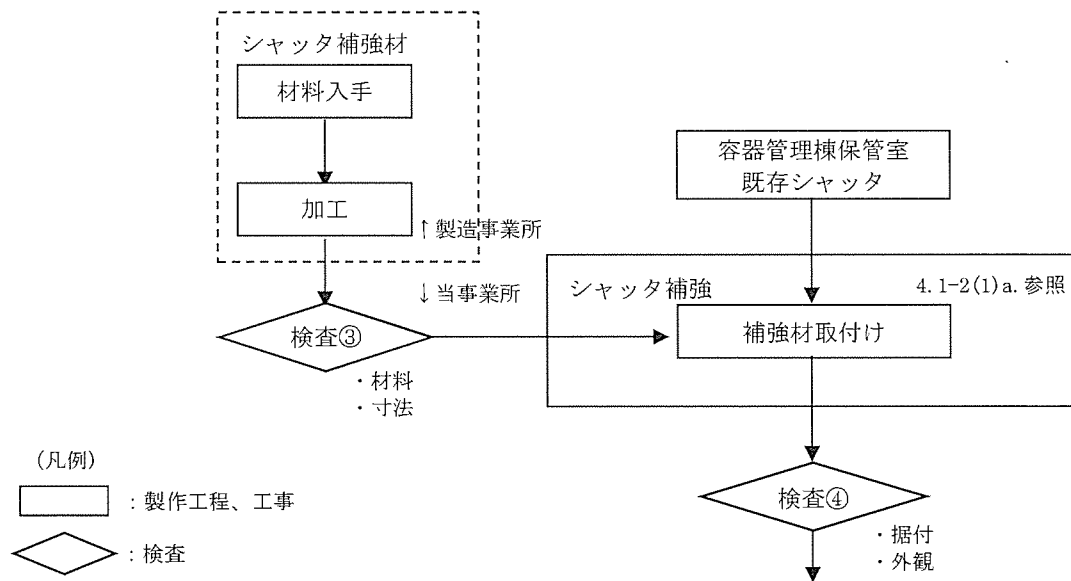 シャッタ補強材
材料入手
加工
↑製造事業所
↓当事業所
検査③
・材料
・寸法
容器管理棟保管室
既存シャッタ
シャッタ補強
4.1-2(1)a.参照
補強材取付け
検査④
・据付
・外観
(凡例)
：製作工程、工事
：検査